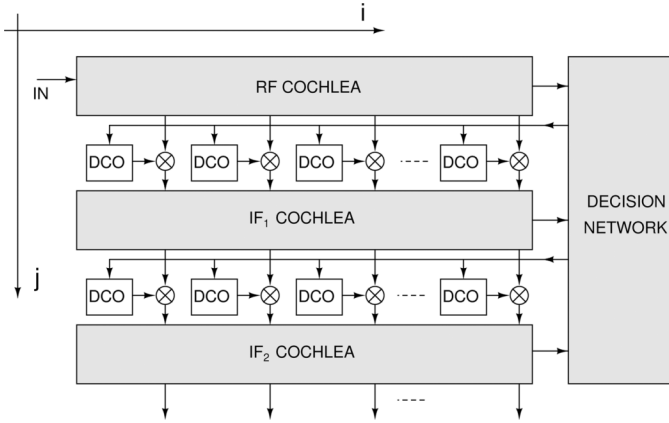 i
IN
RF COCHLEA
DCO DCO DCO DCO
IF₁ COCHLEA
DECISION
NETWORK
j
DCO DCO DCO DCO
IF₂ COCHLEA